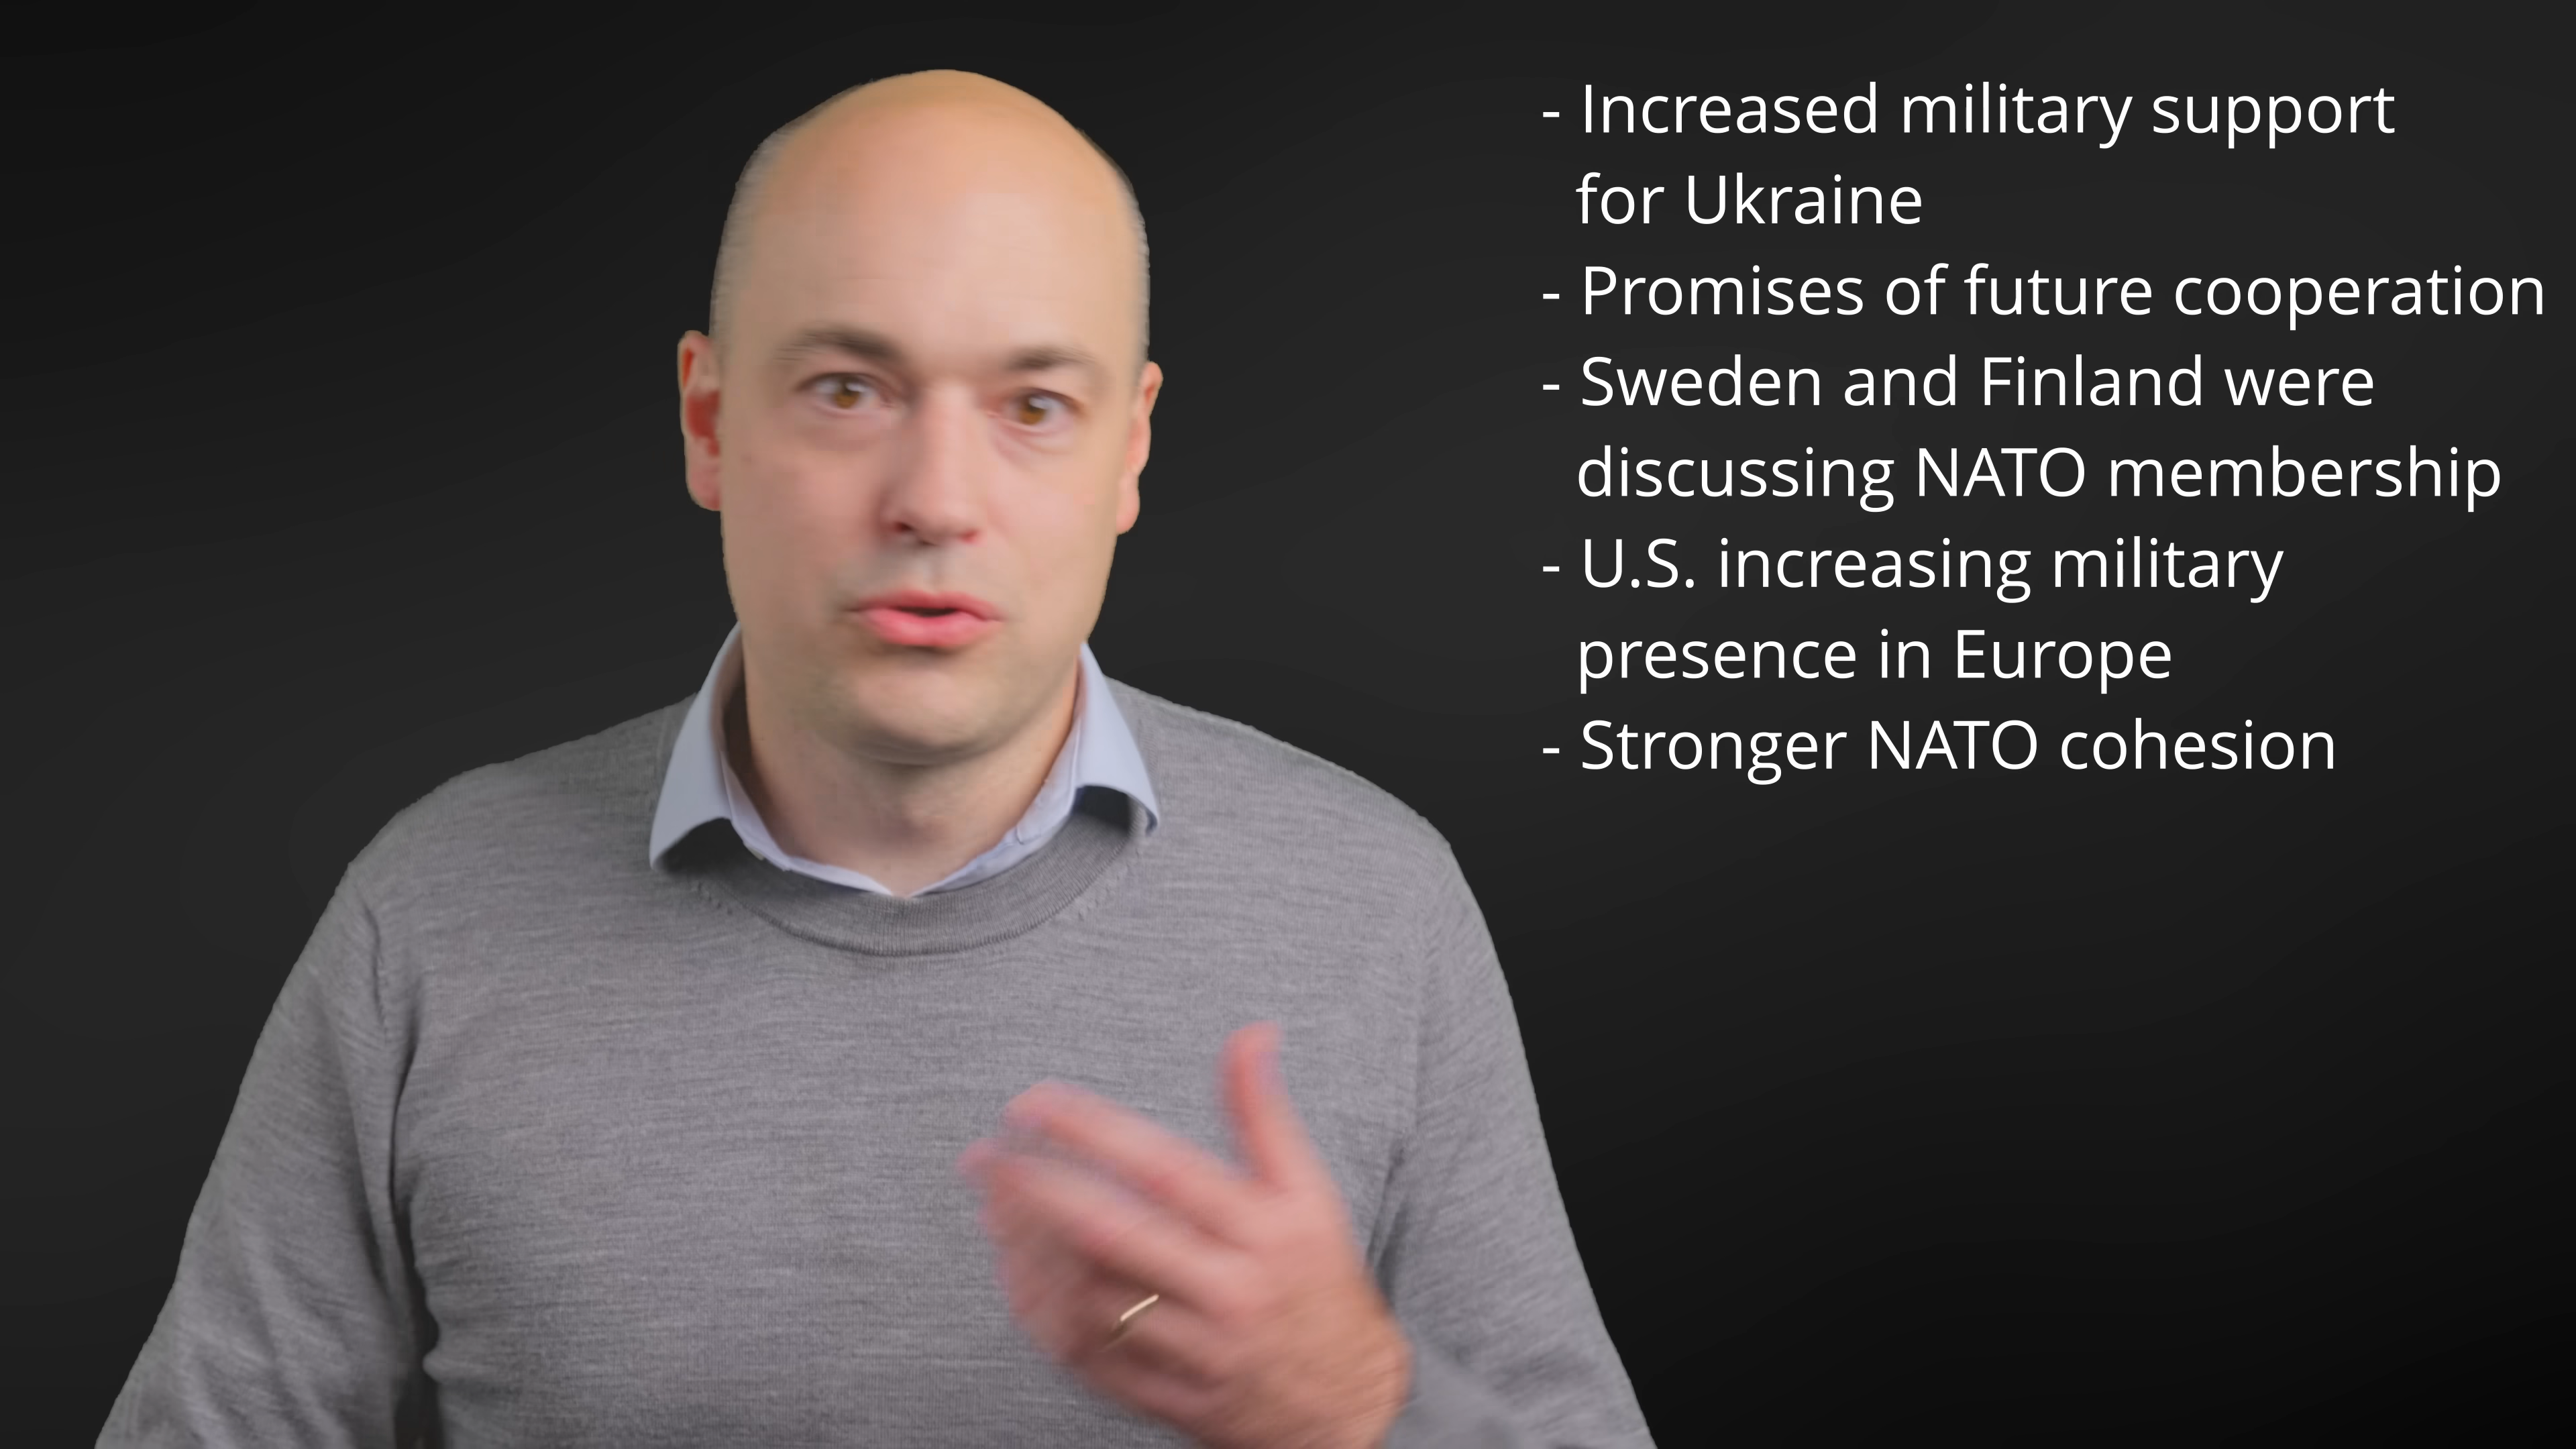 - Increased military support
for Ukraine
- Promises of future cooperation
- Sweden and Finland were
discussing NATO membership
- U.S. increasing military
presence in Europe
- Stronger NATO cohesion